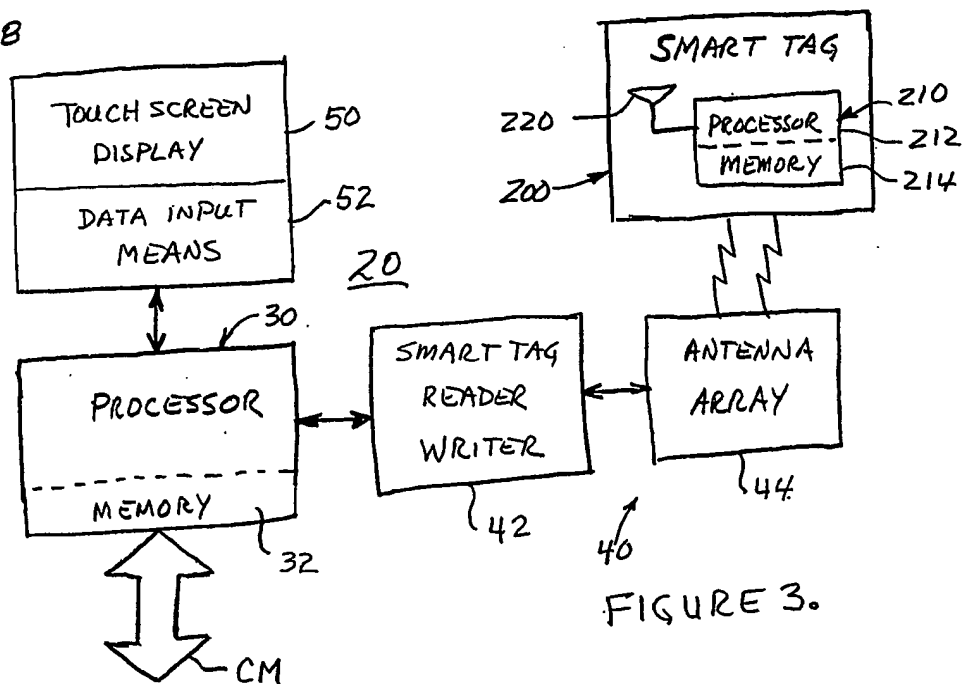 B
TOUCH SCREEN
DISPLAY
50
DATA INPUT
MEANS
52
20
SMART TAG
220
PROCESSOR
MEMORY
210
212
214
200
30
PROCESSOR
MEMORY
32
SMART TAG
READER
WRITER
42
ANTENNA
ARRAY
44
40
CM
FIGURE 3.